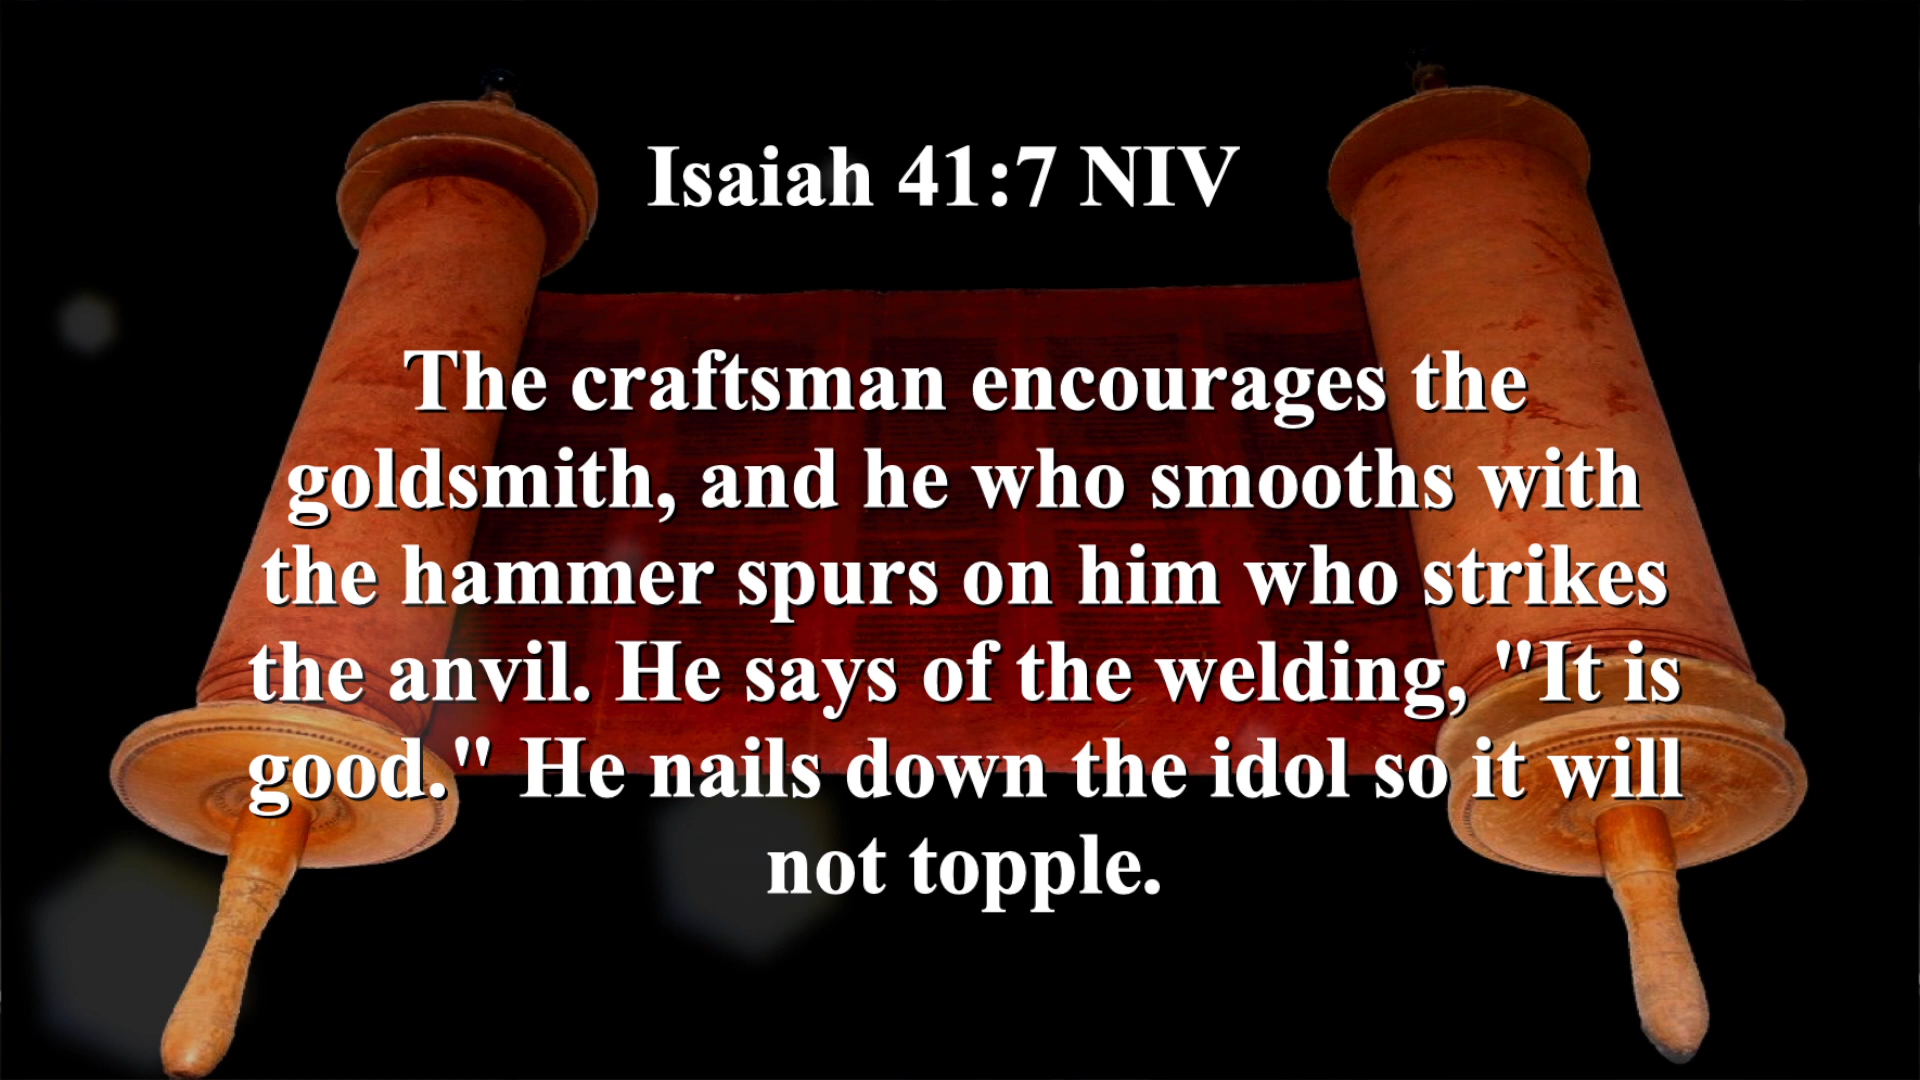 Isaiah 41:7 NIV
The craftsman encourages the
goldsmith, and he who smooths with
the hammer spurs on him who strikes
the anvil. He says of the welding, "It is
good." He nails down the idol so it will
not topple.